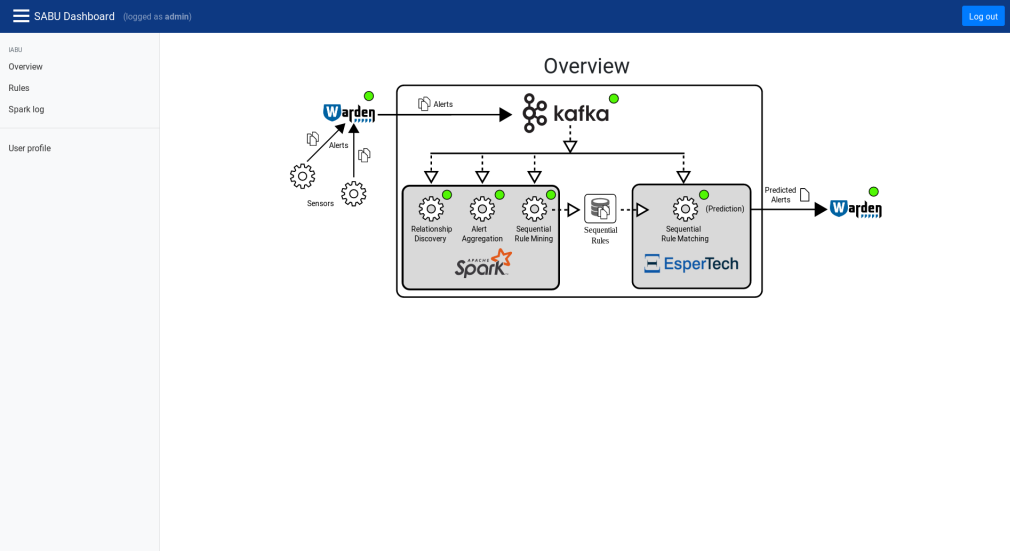 SABU Dashboard (logged as admin)
Log out
IABU
Overview
Rules
Spark log
User profile
Overview
Warden
Alerts
kafka
Alerts
Sensors
Relationship
Discovery
Alert
Aggregation
Sequential
Rule Mining
APACHE
Spark
Sequential
Rules
(Prediction)
Sequential
Rule Matching
EsperTech
Predicted
Alerts
Warden